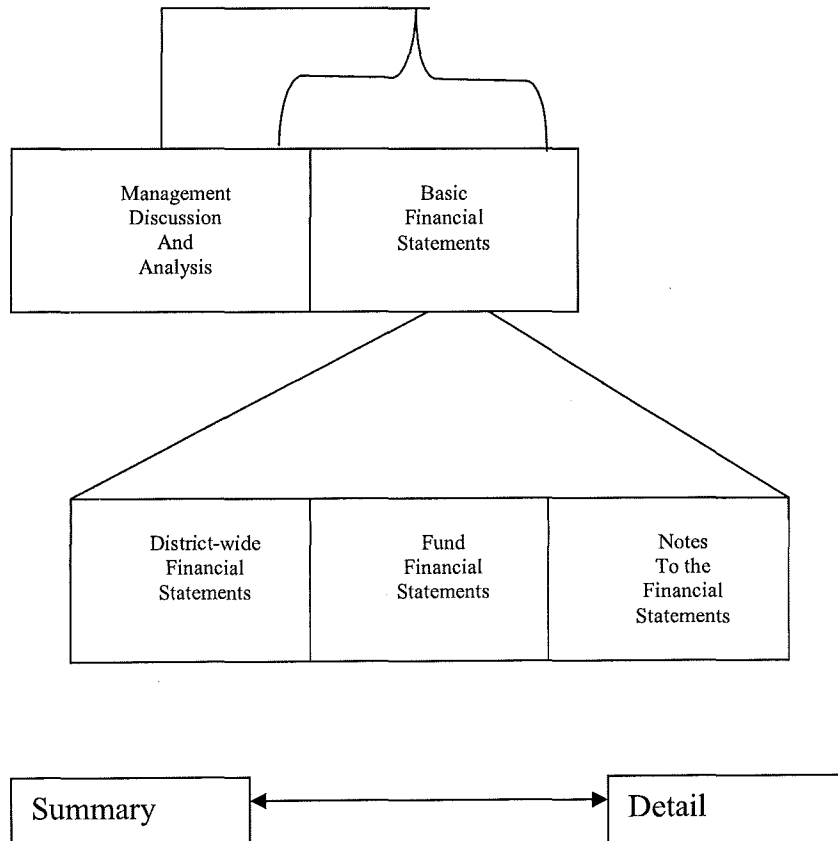 Management
Discussion
And
Analysis
Basic
Financial
Statements
District-wide
Financial
Statements
Fund
Financial
Statements
Notes
To the
Financial
Statements
Summary
Detail